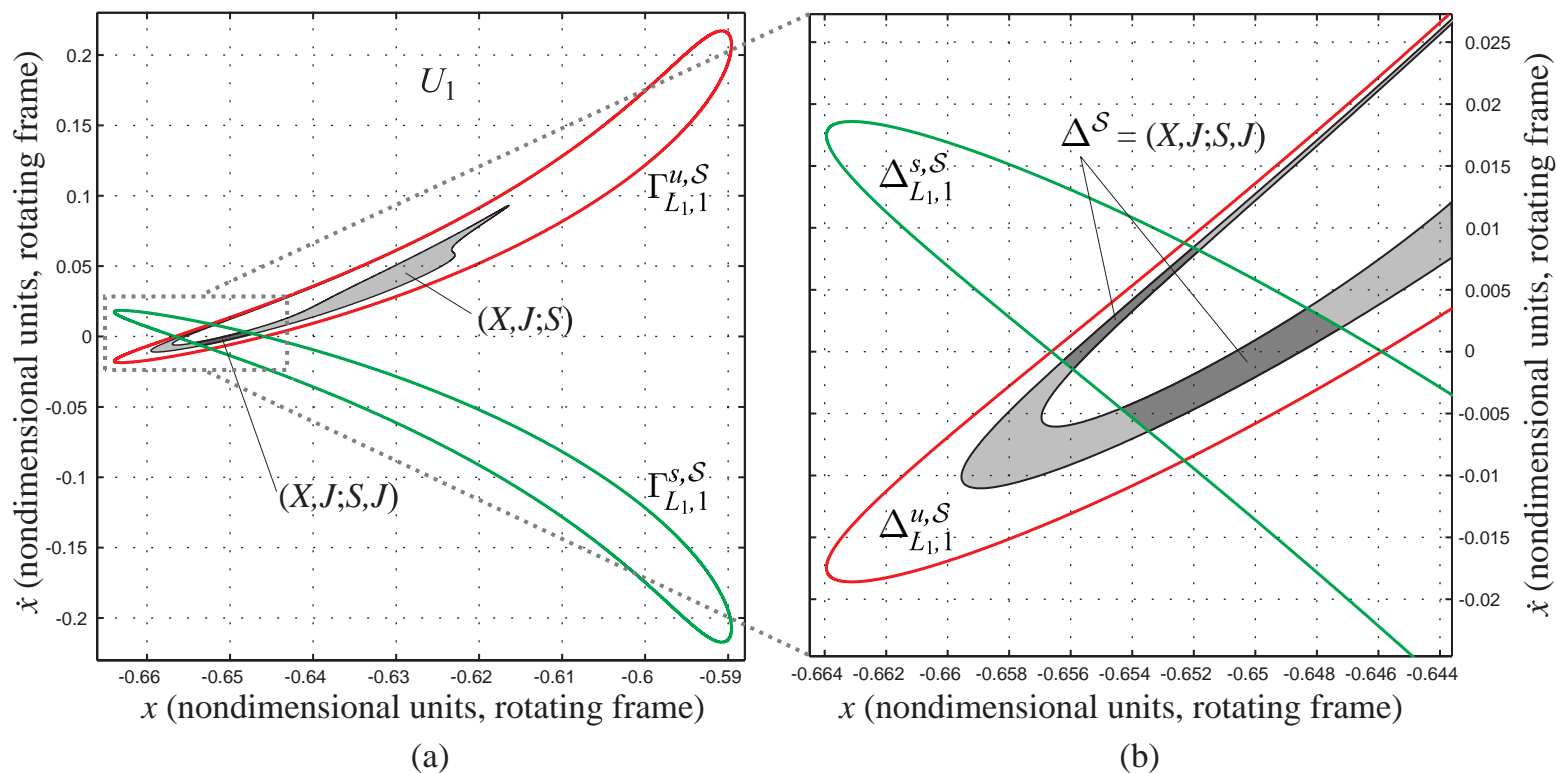 U₁
Γ^{u,𝒮}_{L₁,1}
(X,J;S)
(X,J;S,J)
Γ^{s,𝒮}_{L₁,1}
0.2
0.15
0.1
0.05
0
-0.05
-0.1
-0.15
-0.2
ẋ (nondimensional units, rotating frame)
-0.66 -0.65 -0.64 -0.63 -0.62 -0.61 -0.6 -0.59
x (nondimensional units, rotating frame)
(a)
Δ^𝒮 = (X,J;S,J)
Δ^{s,𝒮}_{L₁,1}
Δ^{u,𝒮}_{L₁,1}
0.025
0.02
0.015
0.01
0.005
0
-0.005
-0.01
-0.015
-0.02
ẋ (nondimensional units, rotating frame)
-0.664 -0.662 -0.66 -0.658 -0.656 -0.654 -0.652 -0.65 -0.648 -0.646 -0.644
x (nondimensional units, rotating frame)
(b)